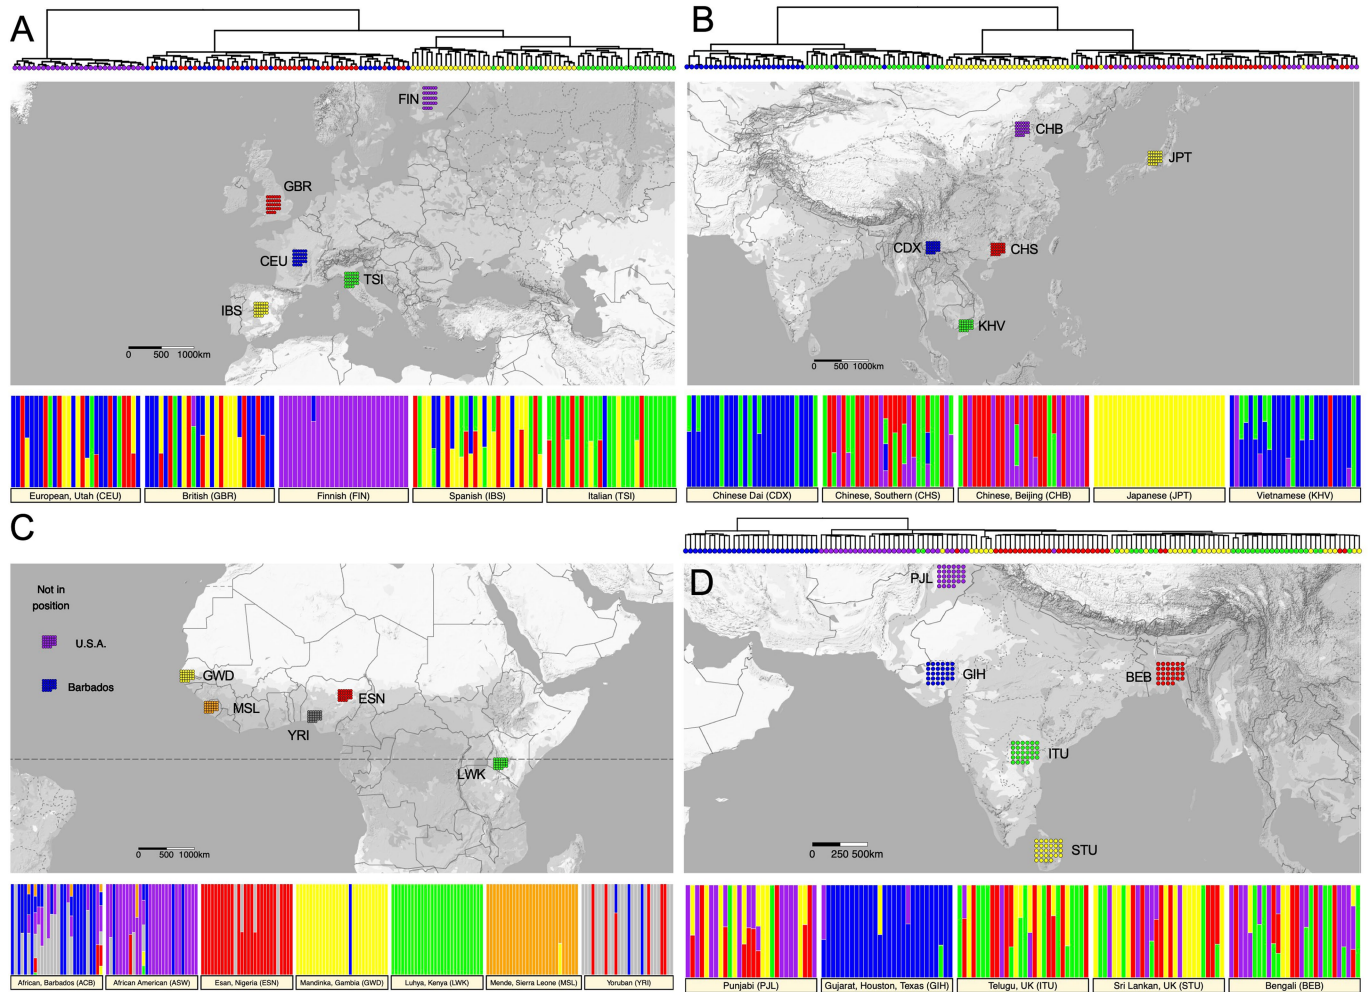 A
FIN
GBR
CEU
TSI
IBS
0 500 1000km
European, Utah (CEU)
British (GBR)
Finnish (FIN)
Spanish (IBS)
Italian (TSI)
B
CHB
JPT
CDX
CHS
KHV
0 500 1000km
Chinese Dai (CDX)
Chinese, Southern (CHS)
Chinese, Beijing (CHB)
Japanese (JPT)
Vietnamese (KHV)
C
Not in
position
U.S.A.
Barbados
GWD
MSL
ESN
YRI
LWK
0 500 1000km
African, Barbados (ACB)
African American (ASW)
Esan, Nigeria (ESN)
Mandinka, Gambia (GWD)
Luhya, Kenya (LWK)
Mende, Sierra Leone (MSL)
Yoruban (YRI)
D
PJL
GIH
BEB
ITU
STU
0 250 500km
Punjabi (PJL)
Gujarat, Houston, Texas (GIH)
Telugu, UK (ITU)
Sri Lankan, UK (STU)
Bengali (BEB)